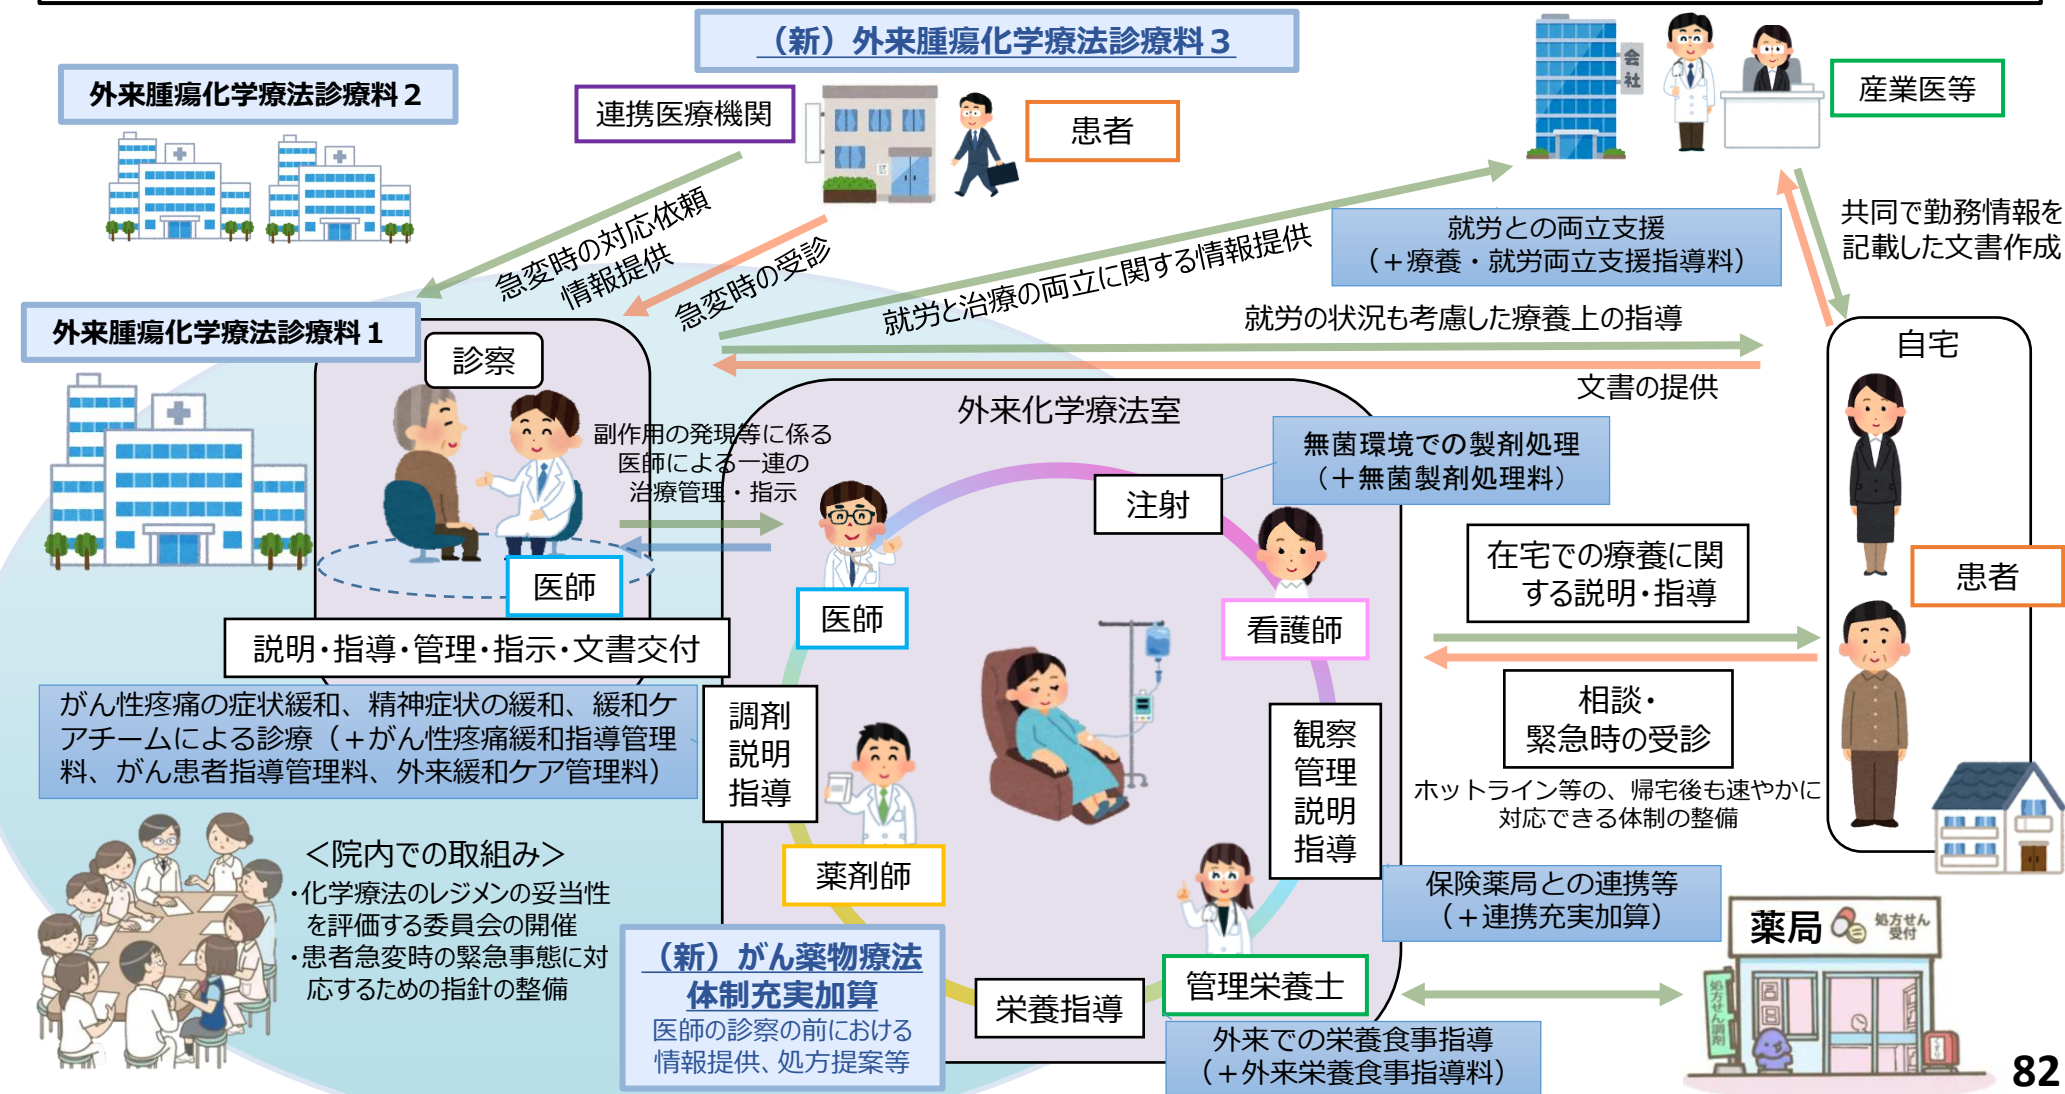 （新）外来腫瘍化学療法診療料３
外来腫瘍化学療法診療料２
連携医療機関
患者
会社
産業医等
急変時の対応依頼
情報提供
急変時の受診
就労と治療の両立に関する情報提供
就労との両立支援
（＋療養・就労両立支援指導料）
共同で勤務情報を
記載した文書作成
外来腫瘍化学療法診療料１
診察
就労の状況も考慮した療養上の指導
文書の提供
自宅
副作用の発現等に係る
医師による一連の
治療管理・指示
外来化学療法室
無菌環境での製剤処理
（＋無菌製剤処理料）
注射
医師
医師
看護師
在宅での療養に関
する説明・指導
患者
説明・指導・管理・指示・文書交付
がん性疼痛の症状緩和、精神症状の緩和、緩和ケ
アチームによる診療（＋がん性疼痛緩和指導管理
料、がん患者指導管理料、外来緩和ケア管理料）
調剤
説明
指導
観察
管理
説明
指導
相談・
緊急時の受診
ホットライン等の、帰宅後も速やかに
対応できる体制の整備
＜院内での取組み＞
・化学療法のレジメンの妥当性
を評価する委員会の開催
・患者急変時の緊急事態に対
応するための指針の整備
薬剤師
保険薬局との連携等
（＋連携充実加算）
（新）がん薬物療法
体制充実加算
医師の診察の前における
情報提供、処方提案等
栄養指導
管理栄養士
外来での栄養食事指導
（＋外来栄養食事指導料）
薬局
処方せん
受付
処方せん調剤
くすり
82